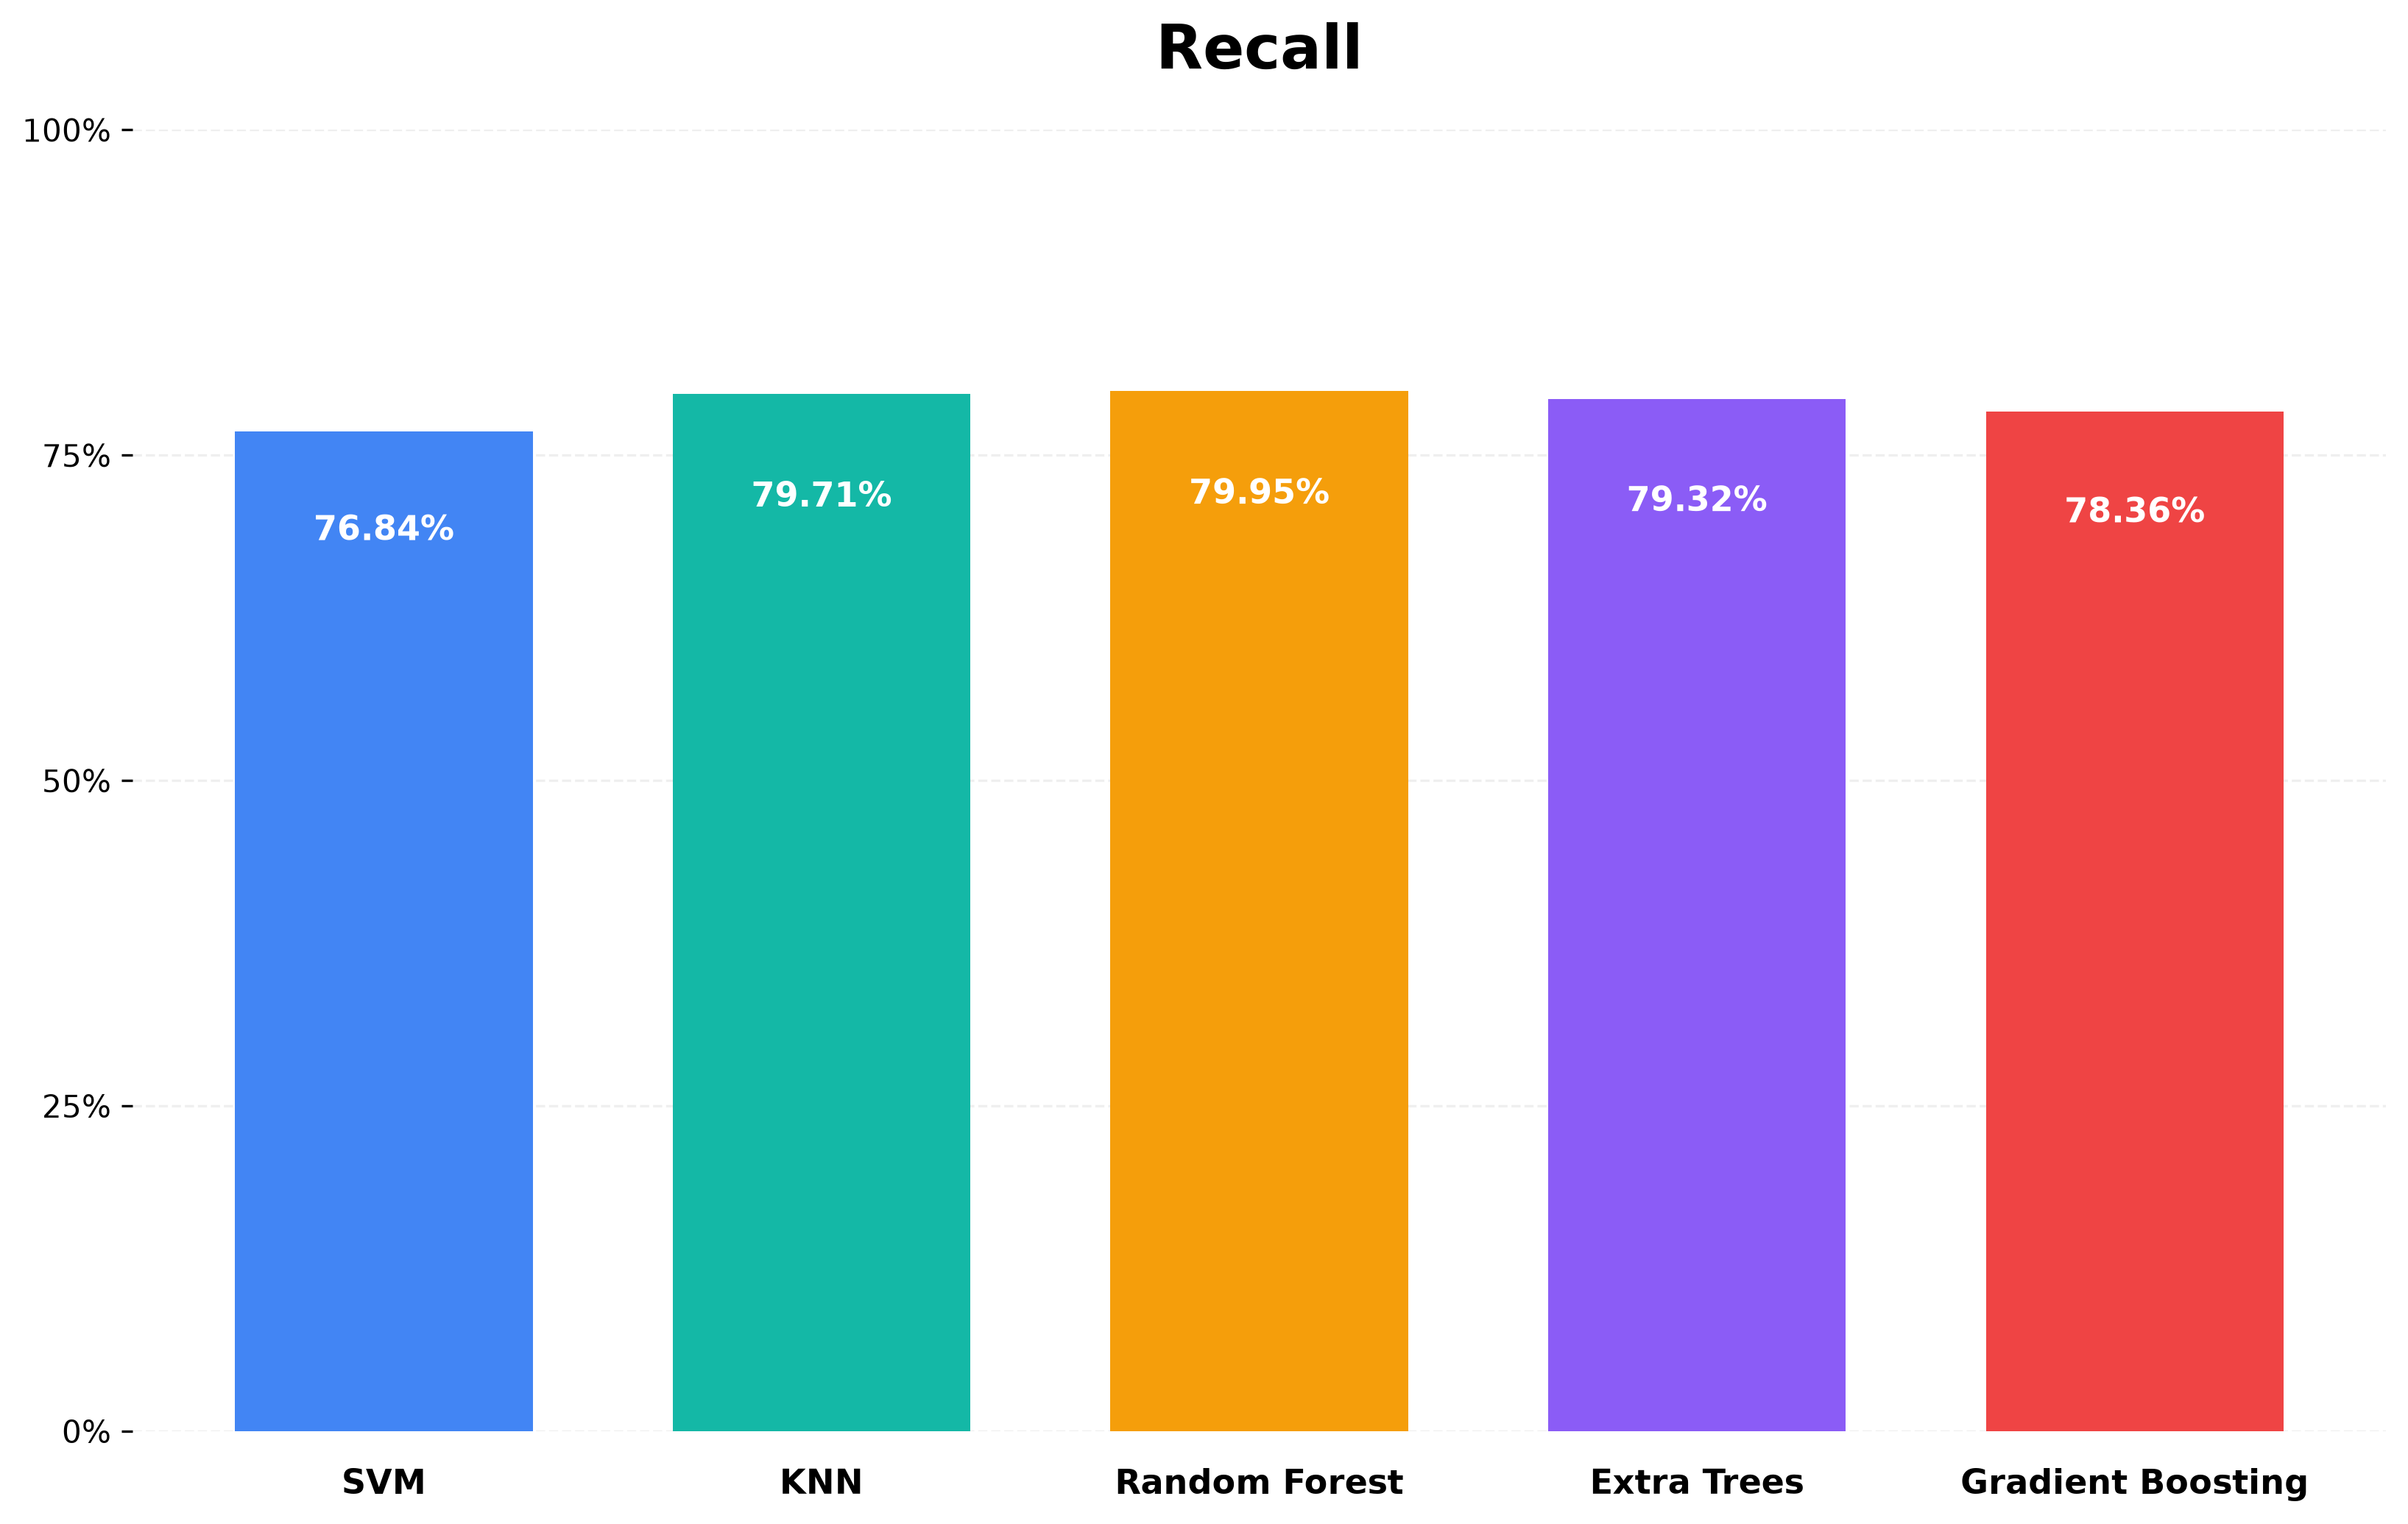 Recall
100%
75%
50%
25%
0%
76.84%
79.71%
79.95%
79.32%
78.36%
SVM
KNN
Random Forest
Extra Trees
Gradient Boosting